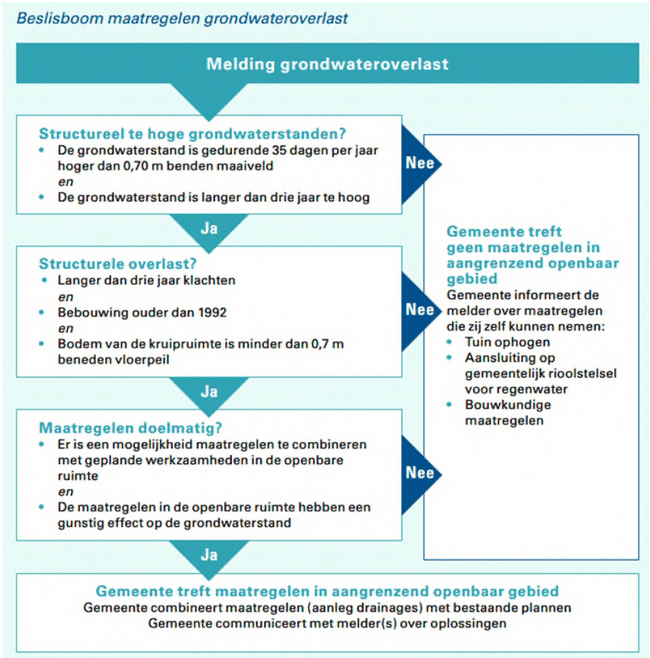 Beslisboom maatregelen grondwateroverlast
Melding grondwateroverlast
Structureel te hoge grondwaterstanden?
• De grondwaterstand is gedurende 35 dagen per jaar
hoger dan 0,70 m benden maaiveld
en
• De grondwaterstand is langer dan drie jaar te hoog
Nee
Ja
Structurele overlast?
• Langer dan drie jaar klachten
en
• Bebouwing ouder dan 1992
en
• Bodem van de kruipruimte is minder dan 0,7 m
beneden vloerpeil
Nee
Ja
Maatregelen doelmatig?
• Er is een mogelijkheid maatregelen te combineren
met geplande werkzaamheden in de openbare
ruimte
en
• De maatregelen in de openbare ruimte hebben een
gunstig effect op de grondwaterstand
Nee
Ja
Gemeente treft
geen maatregelen in
aangrenzend openbaar
gebied
Gemeente informeert de
melder over maatregelen
die zij zelf kunnen nemen:
• Tuin ophogen
• Aansluiting op
gemeentelijk rioolstelsel
voor regenwater
• Bouwkundige
maatregelen
Gemeente treft maatregelen in aangrenzend openbaar gebied
Gemeente combineert maatregelen (aanleg drainages) met bestaande plannen
Gemeente communiceert met melder(s) over oplossingen